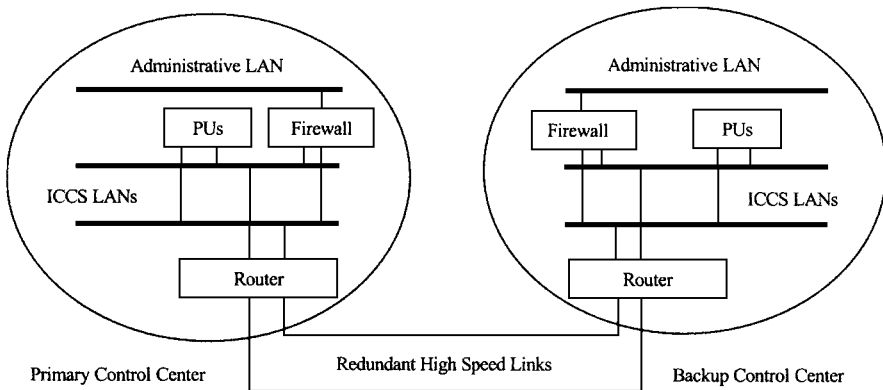 Administrative LAN
PUs
Firewall
ICCS LANs
Router
Primary Control Center
Redundant High Speed Links
Administrative LAN
Firewall
PUs
ICCS LANs
Router
Backup Control Center